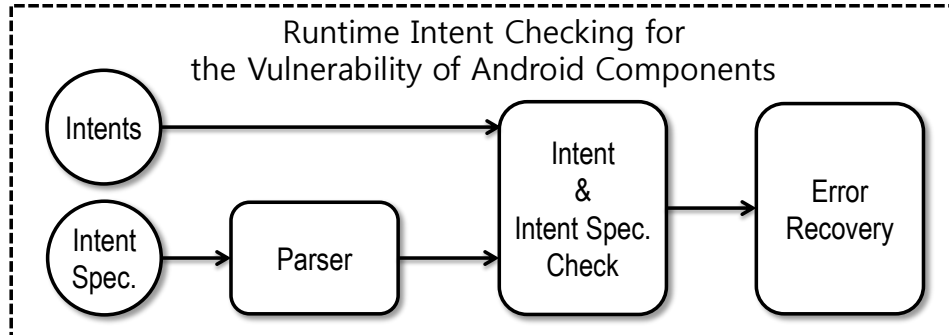 Runtime Intent Checking for
the Vulnerability of Android Components
Intents
Intent
Spec.
Parser
Intent
&
Intent Spec.
Check
Error
Recovery